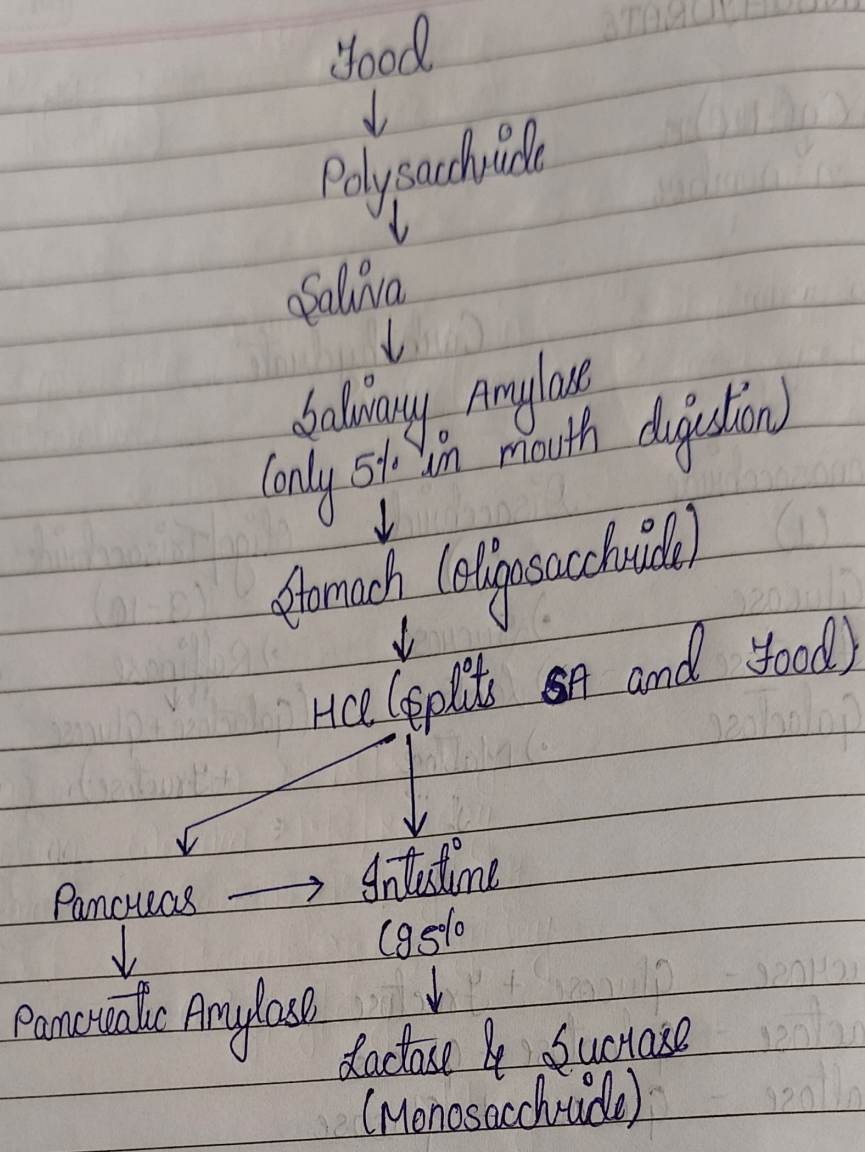 Food
↓
Polysacchride
↓
Saliva
↓
Salivary Amylase
(only 5% in mouth digestion)
↓
Stomach (oligosacchride)
↓
HCl (splits SA and Food)
Pancreas → Intestine
(95%
↓ ↓
Pancreatic Amylase
Lactase & Sucrase
(Monosacchride)